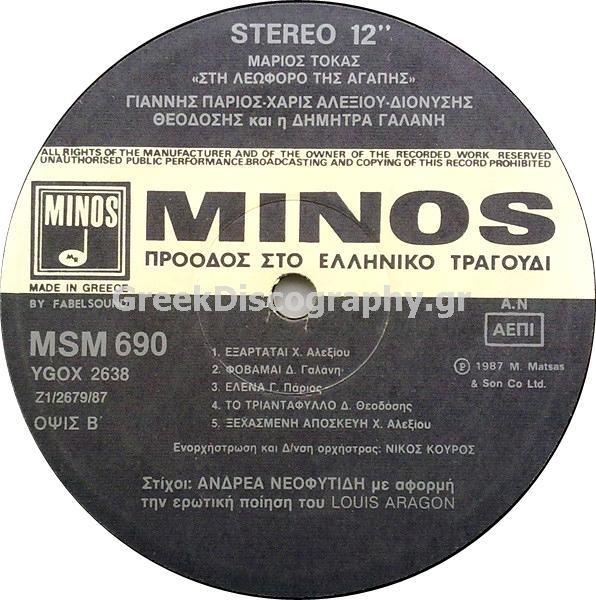 STEREO 12''
ΜΑΡΙΟΣ ΤΟΚΑΣ
«ΣΤΗ ΛΕΩΦΟΡΟ ΤΗΣ ΑΓΑΠΗΣ»
ΓΙΑΝΝΗΣ ΠΑΡΙΟΣ-ΧΑΡΙΣ ΑΛΕΞΙΟΥ-ΔΙΟΝΥΣΗΣ
ΘΕΟΔΟΣΗΣ και η ΔΗΜΗΤΡΑ ΓΑΛΑΝΗ
ALL RIGHTS OF THE MANUFACTURER AND OF THE OWNER OF THE RECORDED WORK RESERVED
UNAUTHORISED PUBLIC PERFORMANCE.BROADCASTING AND COPYING OF THIS RECORD PROHIBITED
MINOS
MINOS
ΠΡΟΟΔΟΣ ΣΤΟ ΕΛΛΗΝΙΚΟ ΤΡΑΓΟΥΔΙ
MADE IN GREECE
BY FABELSOUND
GreekDiscography.gr
A.N
ΑΕΠΙ
MSM 690
YGOX 2638
Z1/2679/87
ΟΨΙΣ Β΄
1. ΕΞΑΡΤΑΤΑΙ Χ. Αλεξίου
2. ΦΟΒΑΜΑΙ Δ. Γαλάνη
3. ΕΛΕΝΑ Γ. Πάριος
4. ΤΟ ΤΡΙΑΝΤΑΦΥΛΛΟ Δ. Θεοδόσης
5. ΞΕΧΑΣΜΕΝΗ ΑΠΟΣΚΕΥΗ Χ. Αλεξίου
Ⓟ 1987 M. Matsas
& Son Co Ltd.
Ενορχήστρωση και Δ/νση ορχήστρας: ΝΙΚΟΣ ΚΟΥΡΟΣ
Στίχοι: ΑΝΔΡΕΑ ΝΕΟΦΥΤΙΔΗ με αφορμή
την ερωτική ποίηση του LOUIS ARAGON